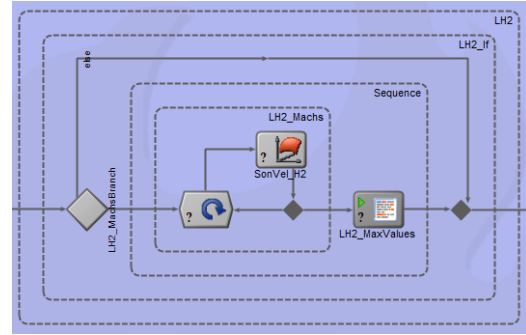 LH2
LH2_If
else
Sequence
LH2_Machs
?
SonVel_H2
LH2_MachsBranch
?
?
LH2_MaxValues